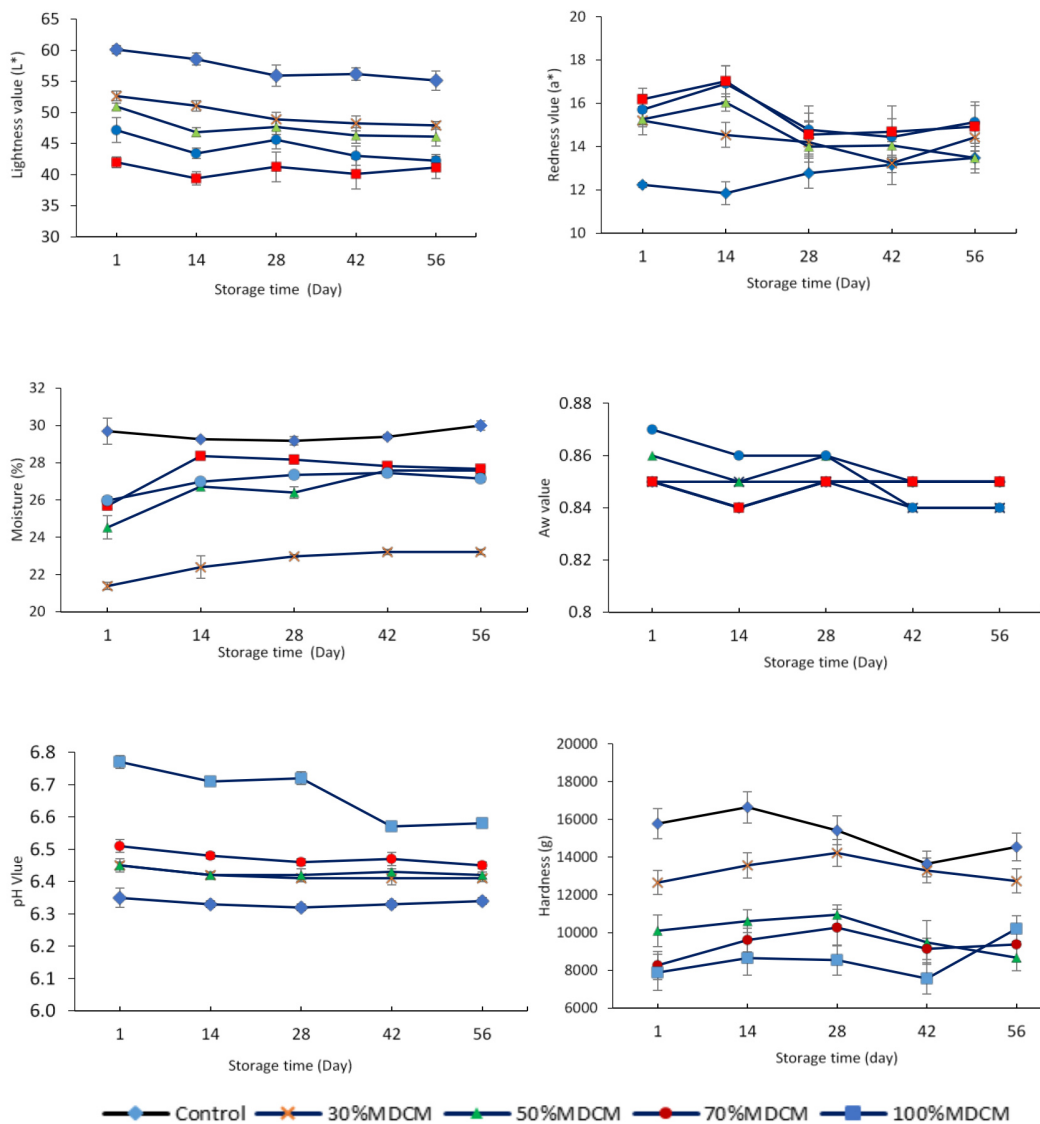 Lightness value (L*)
65
60
55
50
45
40
35
30
1 14 28 42 56
Storage time (Day)
Redness vlue (a*)
20
18
16
14
12
10
1 14 28 42 56
Storage time (Day)
Moisture (%)
32
30
28
26
24
22
20
1 14 28 42 56
Storage time (Day)
Aw value
0.88
0.86
0.84
0.82
0.8
1 14 28 42 56
Storage time (Day)
pH Vlue
6.8
6.7
6.6
6.5
6.4
6.3
6.2
6.1
6.0
1 14 28 42 56
Storage time (Day)
Hardness (g)
20000
18000
16000
14000
12000
10000
8000
6000
1 14 28 42 56
Storage time (day)
Control 30%MDCM 50%MDCM 70%MDCM 100%MDCM